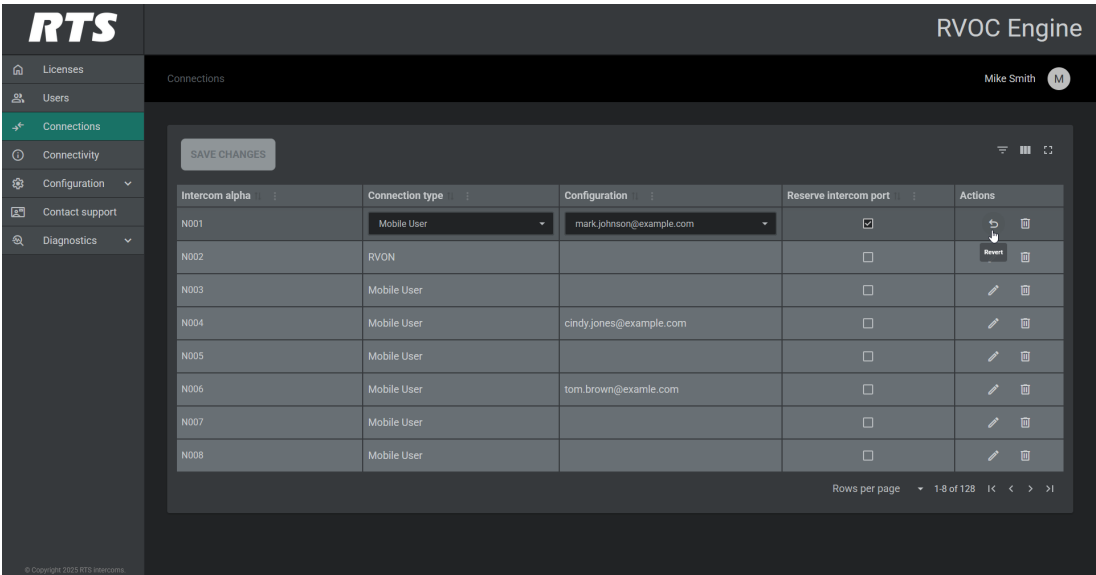 RTS
RVOC Engine
Licenses
Users
Connections
Connectivity
Configuration
Contact support
Diagnostics
© Copyright 2025 RTS Intercoms.
Connections
Mike Smith M
SAVE CHANGES
Intercom alpha Connection type Configuration Reserve intercom port Actions
N001 Mobile User mark.johnson@example.com
Revert
N002 RVON
N003 Mobile User
N004 Mobile User cindy.jones@example.com
N005 Mobile User
N006 Mobile User tom.brown@examle.com
N007 Mobile User
N008 Mobile User
Rows per page 1-8 of 128